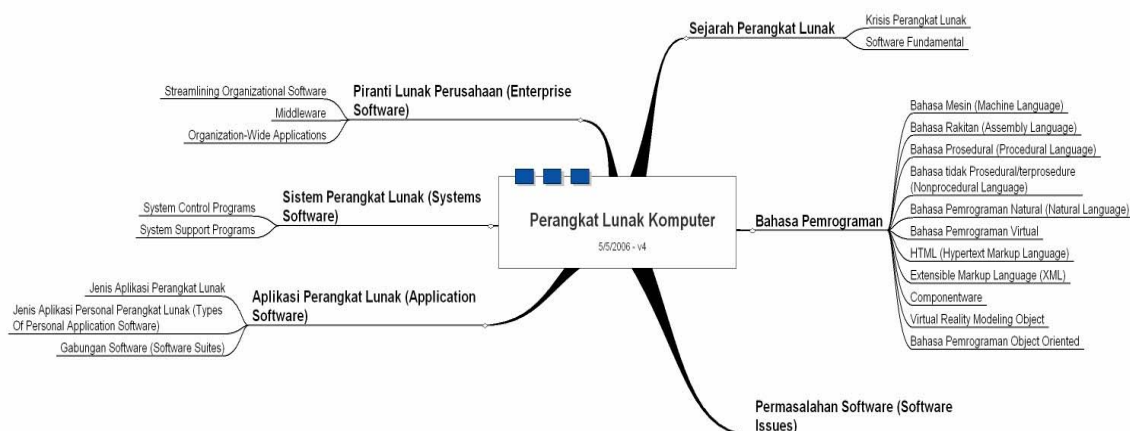 Perangkat Lunak Komputer
5/5/2006 - v4
Sejarah Perangkat Lunak
Krisis Perangkat Lunak
Software Fundamental
Bahasa Pemrograman
Bahasa Mesin (Machine Language)
Bahasa Rakitan (Assembly Language)
Bahasa Prosedural (Procedural Language)
Bahasa tidak Prosedural/terprosedure
(Nonprocedural Language)
Bahasa Pemrograman Natural (Natural Language)
Bahasa Pemrograman Virtual
HTML (Hypertext Markup Language)
Extensible Markup Language (XML)
Componentware
Virtual Reality Modeling Object
Bahasa Pemrograman Object Oriented
Permasalahan Software (Software
Issues)
Piranti Lunak Perusahaan (Enterprise
Software)
Streamlining Organizational Software
Middleware
Organization-Wide Applications
Sistem Perangkat Lunak (Systems
Software)
System Control Programs
System Support Programs
Aplikasi Perangkat Lunak (Application
Software)
Jenis Aplikasi Perangkat Lunak
Jenis Aplikasi Personal Perangkat Lunak (Types
Of Personal Application Software)
Gabungan Software (Software Suites)